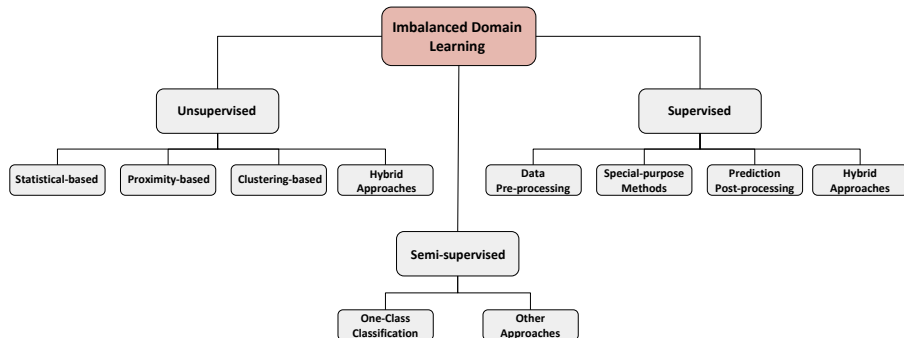 Imbalanced Domain
Learning
Unsupervised
Supervised
Statistical-based
Proximity-based
Clustering-based
Hybrid
Approaches
Data
Pre-processing
Special-purpose
Methods
Prediction
Post-processing
Hybrid
Approaches
Semi-supervised
One-Class
Classification
Other
Approaches